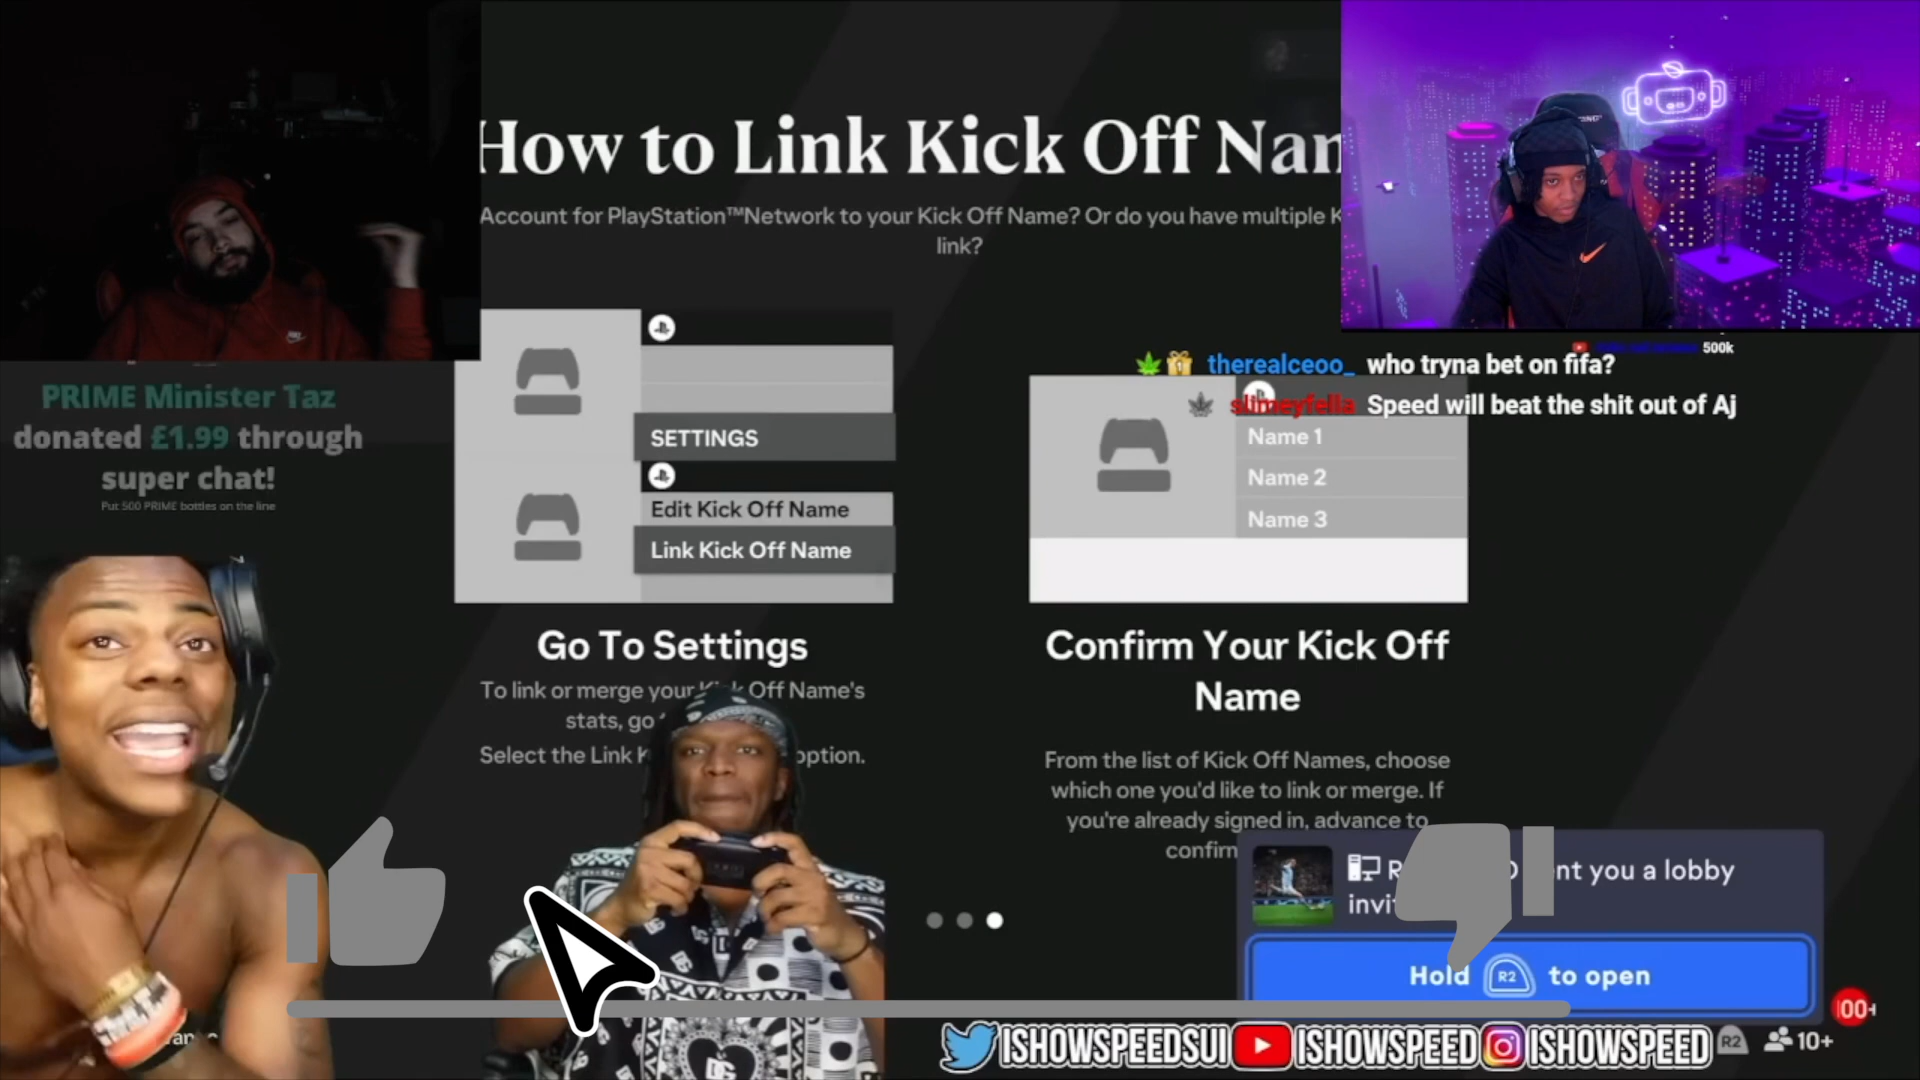 How to Link Kick Off Nam
Account for PlayStation™Network to your Kick Off Name? Or do you have multiple K
link?
500k
therealceoo_ who tryna bet on fifa?
slimeyfella Speed will beat the shit out of Aj
PRIME Minister Taz
donated £1.99 through
super chat!
Put 500 PRIME bottles on the line
SETTINGS
Edit Kick Off Name
Link Kick Off Name
Name 1
Name 2
Name 3
Go To Settings
To link or merge your Kick Off Name's
stats, go
Select the Link K option.
Confirm Your Kick Off
Name
From the list of Kick Off Names, choose
which one you'd like to link or merge. If
you're already signed in, advance to
confirm
sent you a lobby
Hold R2 to open
ISHOWSPEEDSUI ISHOWSPEED ISHOWSPEED R2 10+